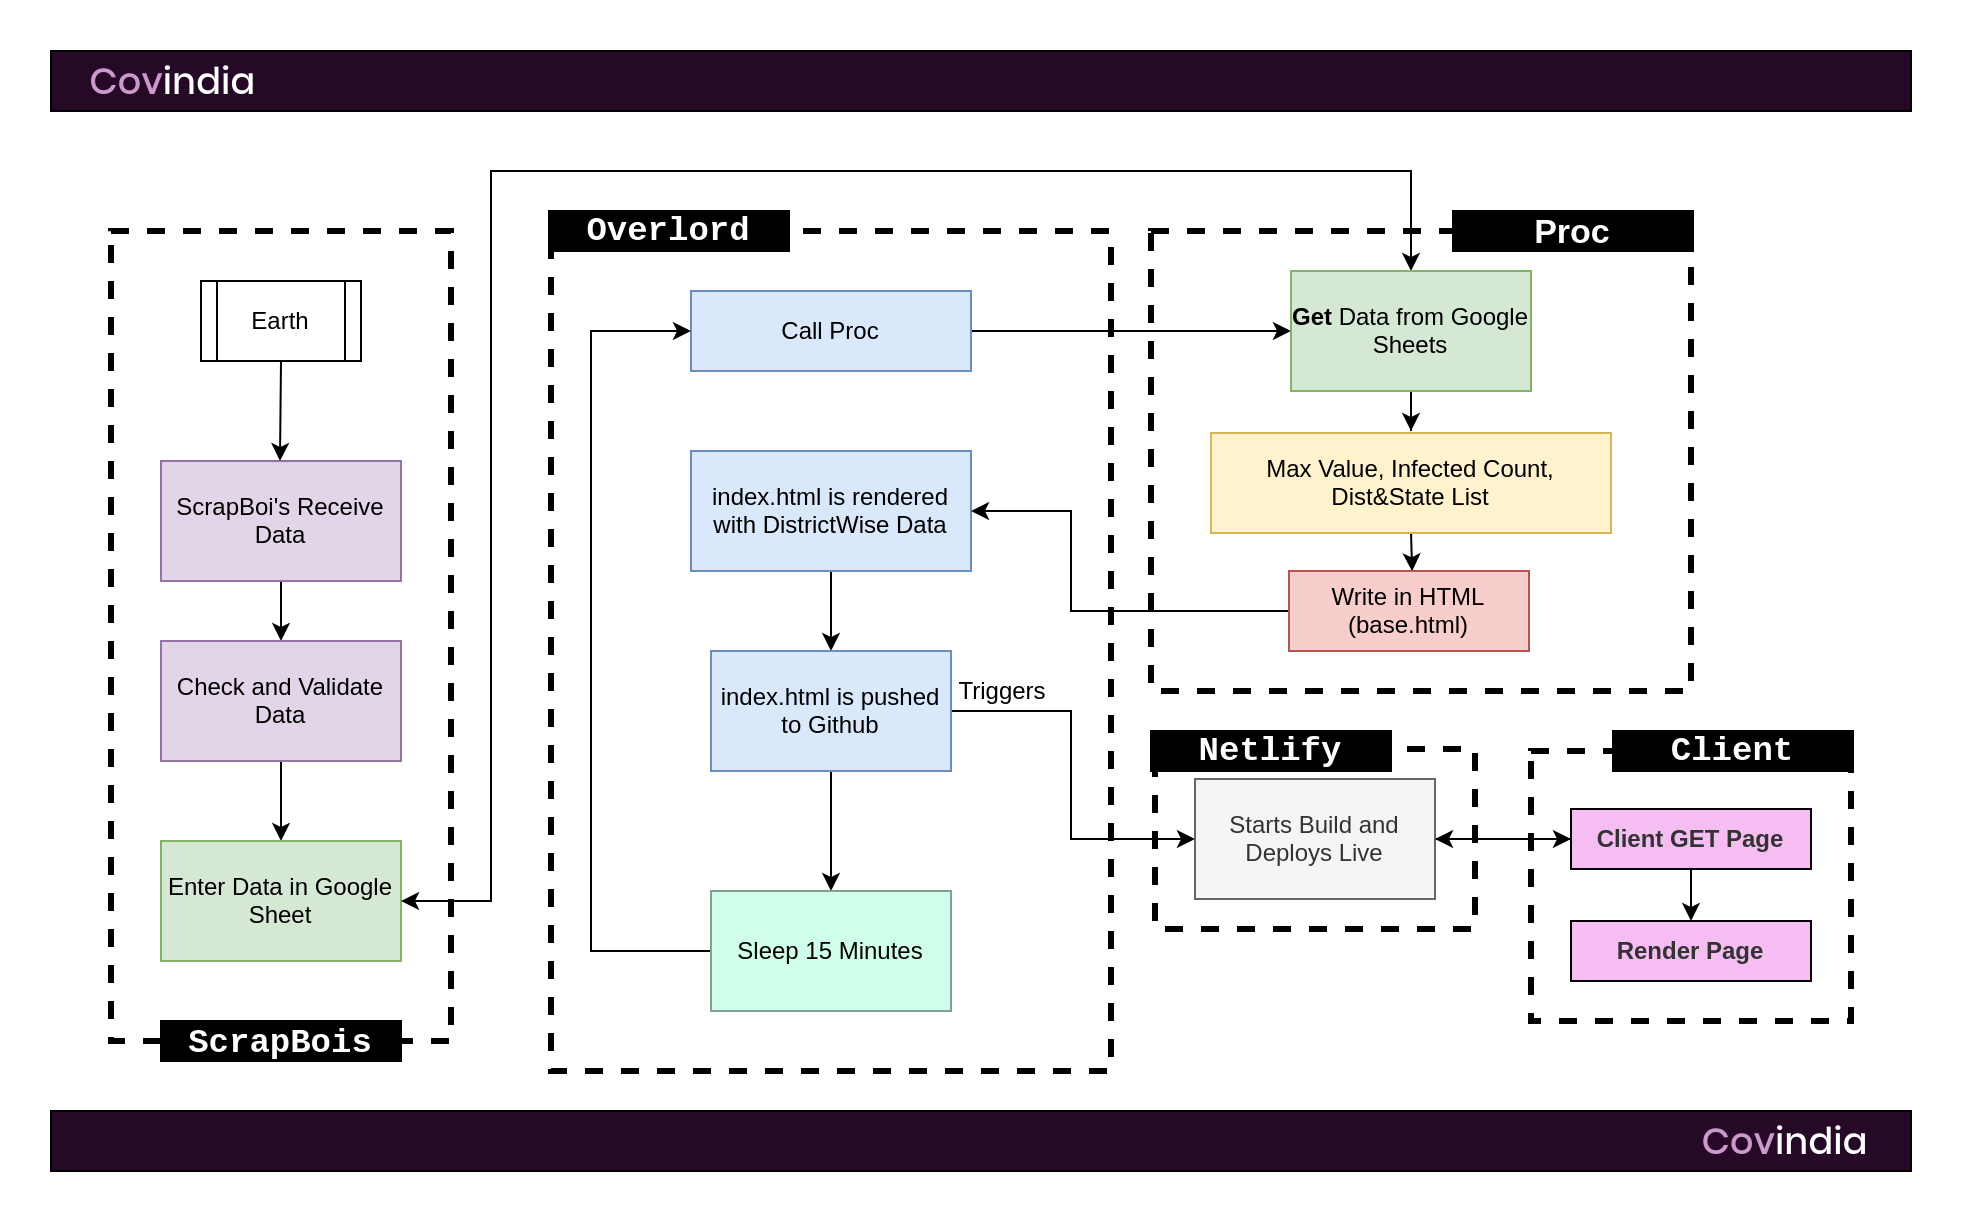 Covindia
Earth
ScrapBoi's Receive
Data
Check and Validate
Data
Enter Data in Google
Sheet
ScrapBois
Overlord
Call Proc
index.html is rendered
with DistrictWise Data
index.html is pushed
to Github
Triggers
Sleep 15 Minutes
Proc
Get Data from Google
Sheets
Max Value, Infected Count,
Dist&State List
Write in HTML
(base.html)
Netlify
Starts Build and
Deploys Live
Client
Client GET Page
Render Page
Covindia